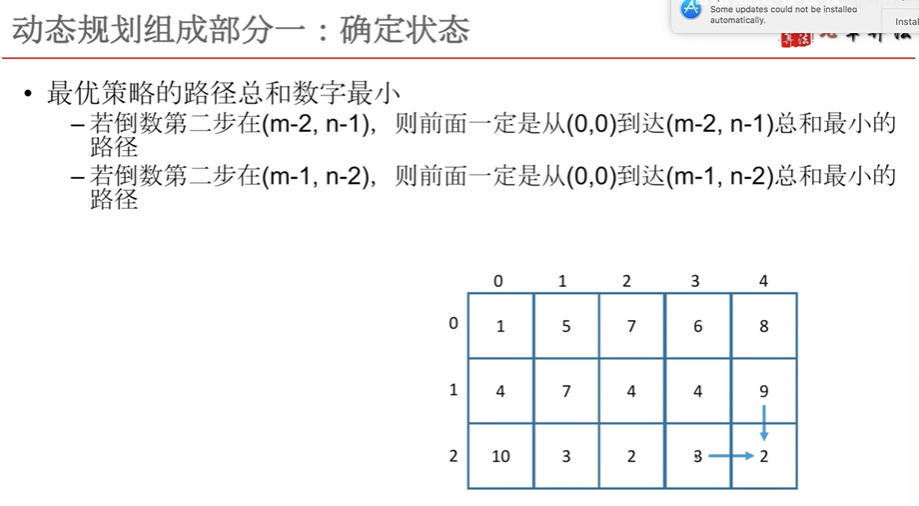 Some updates could not be installed
automatically.
Instal
动态规划组成部分一：确定状态
• 最优策略的路径总和数字最小
– 若倒数第二步在(m-2, n-1)，则前面一定是从(0,0)到达(m-2, n-1)总和最小的
路径
– 若倒数第二步在(m-1, n-2)，则前面一定是从(0,0)到达(m-1, n-2)总和最小的
路径
0 1 2 3 4
0 1 5 7 6 8
1 4 7 4 4 9
2 10 3 2 3 2